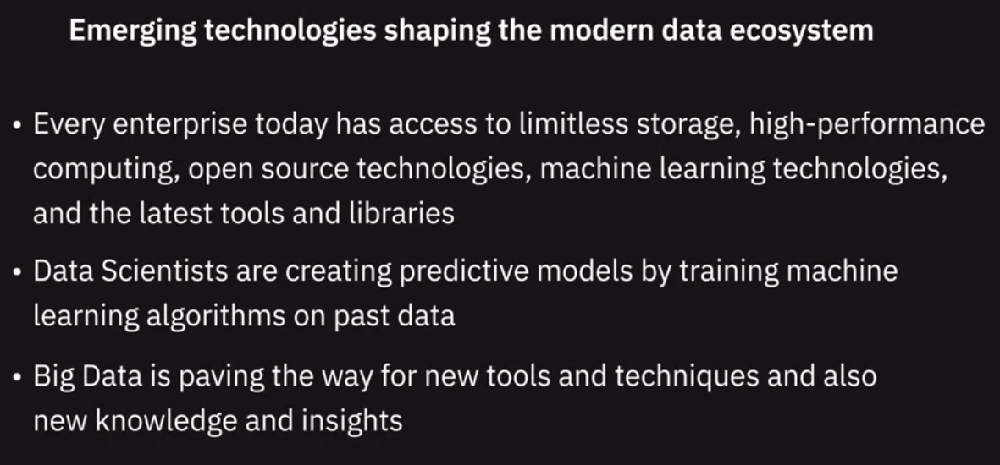 Emerging technologies shaping the modern data ecosystem
• Every enterprise today has access to limitless storage, high-performance
computing, open source technologies, machine learning technologies,
and the latest tools and libraries
• Data Scientists are creating predictive models by training machine
learning algorithms on past data
• Big Data is paving the way for new tools and techniques and also
new knowledge and insights